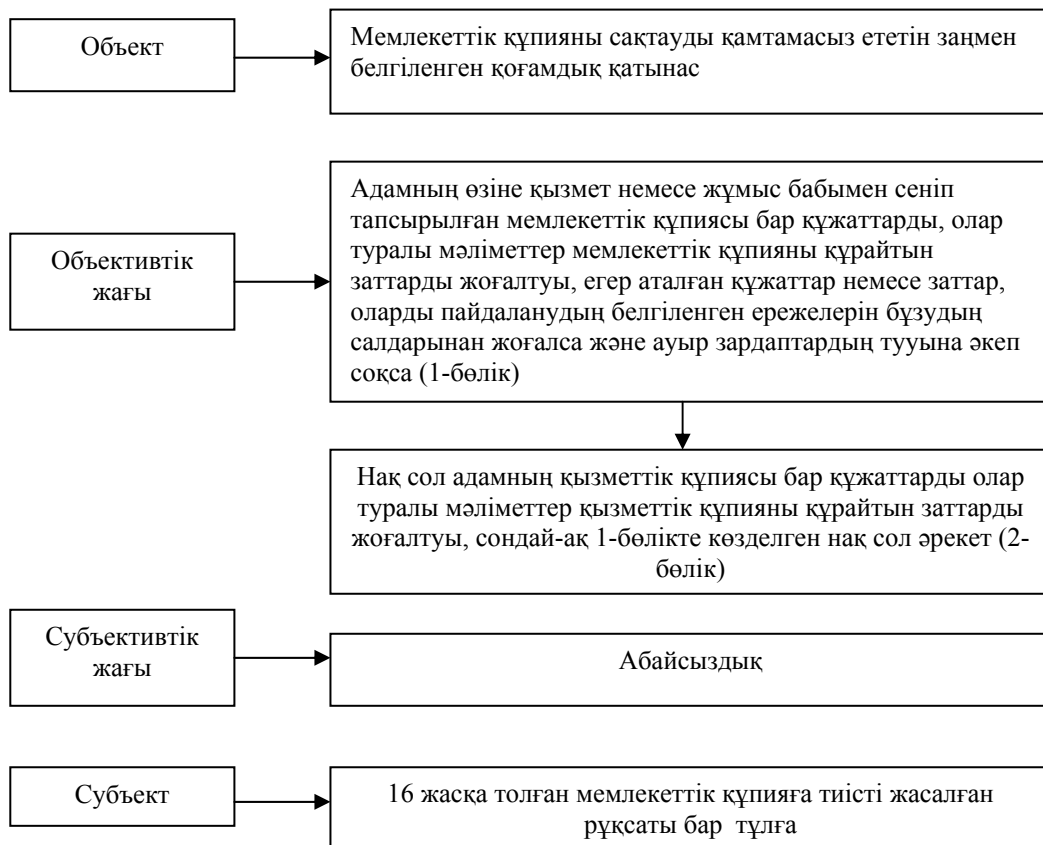 Объект
Мемлекеттік құпияны сақтауды қамтамасыз ететін заңмен
белгіленген қоғамдық қатынас
Объективтік
жағы
Адамның өзіне қызмет немесе жұмыс бабымен сеніп
тапсырылған мемлекеттік құпиясы бар құжаттарды, олар
туралы мәліметтер мемлекеттік құпияны құрайтын
заттарды жоғалтуы, егер аталған құжаттар немесе заттар,
оларды пайдаланудың белгіленген ережелерін бұзудың
салдарынан жоғалса және ауыр зардаптардың тууына әкеп
соқса (1-бөлік)
Нақ сол адамның қызметтік құпиясы бар құжаттарды олар
туралы мәліметтер қызметтік құпияны құрайтын заттарды
жоғалтуы, сондай-ақ 1-бөлікте көзделген нақ сол әрекет (2-
бөлік)
Субъективтік
жағы
Абайсыздық
Субъект
16 жасқа толған мемлекеттік құпияға тиісті жасалған
рұқсаты бар тұлға